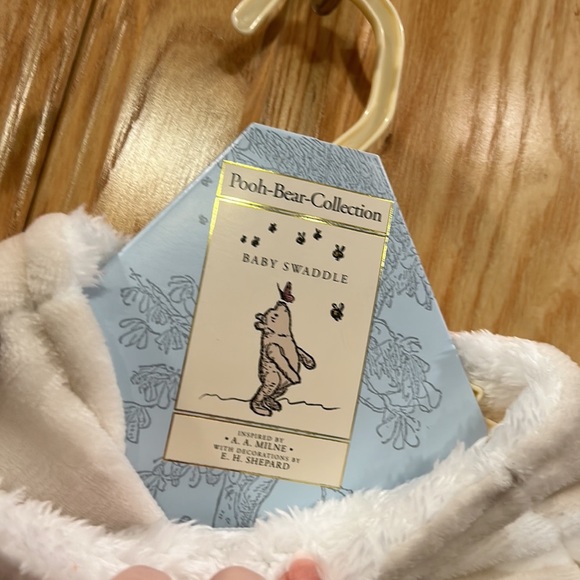 Pooh-Bear-Collection
BABY SWADDLE
INSPIRED BY
• A. A. MILNE •
WITH DECORATIONS BY
E. H. SHEPARD